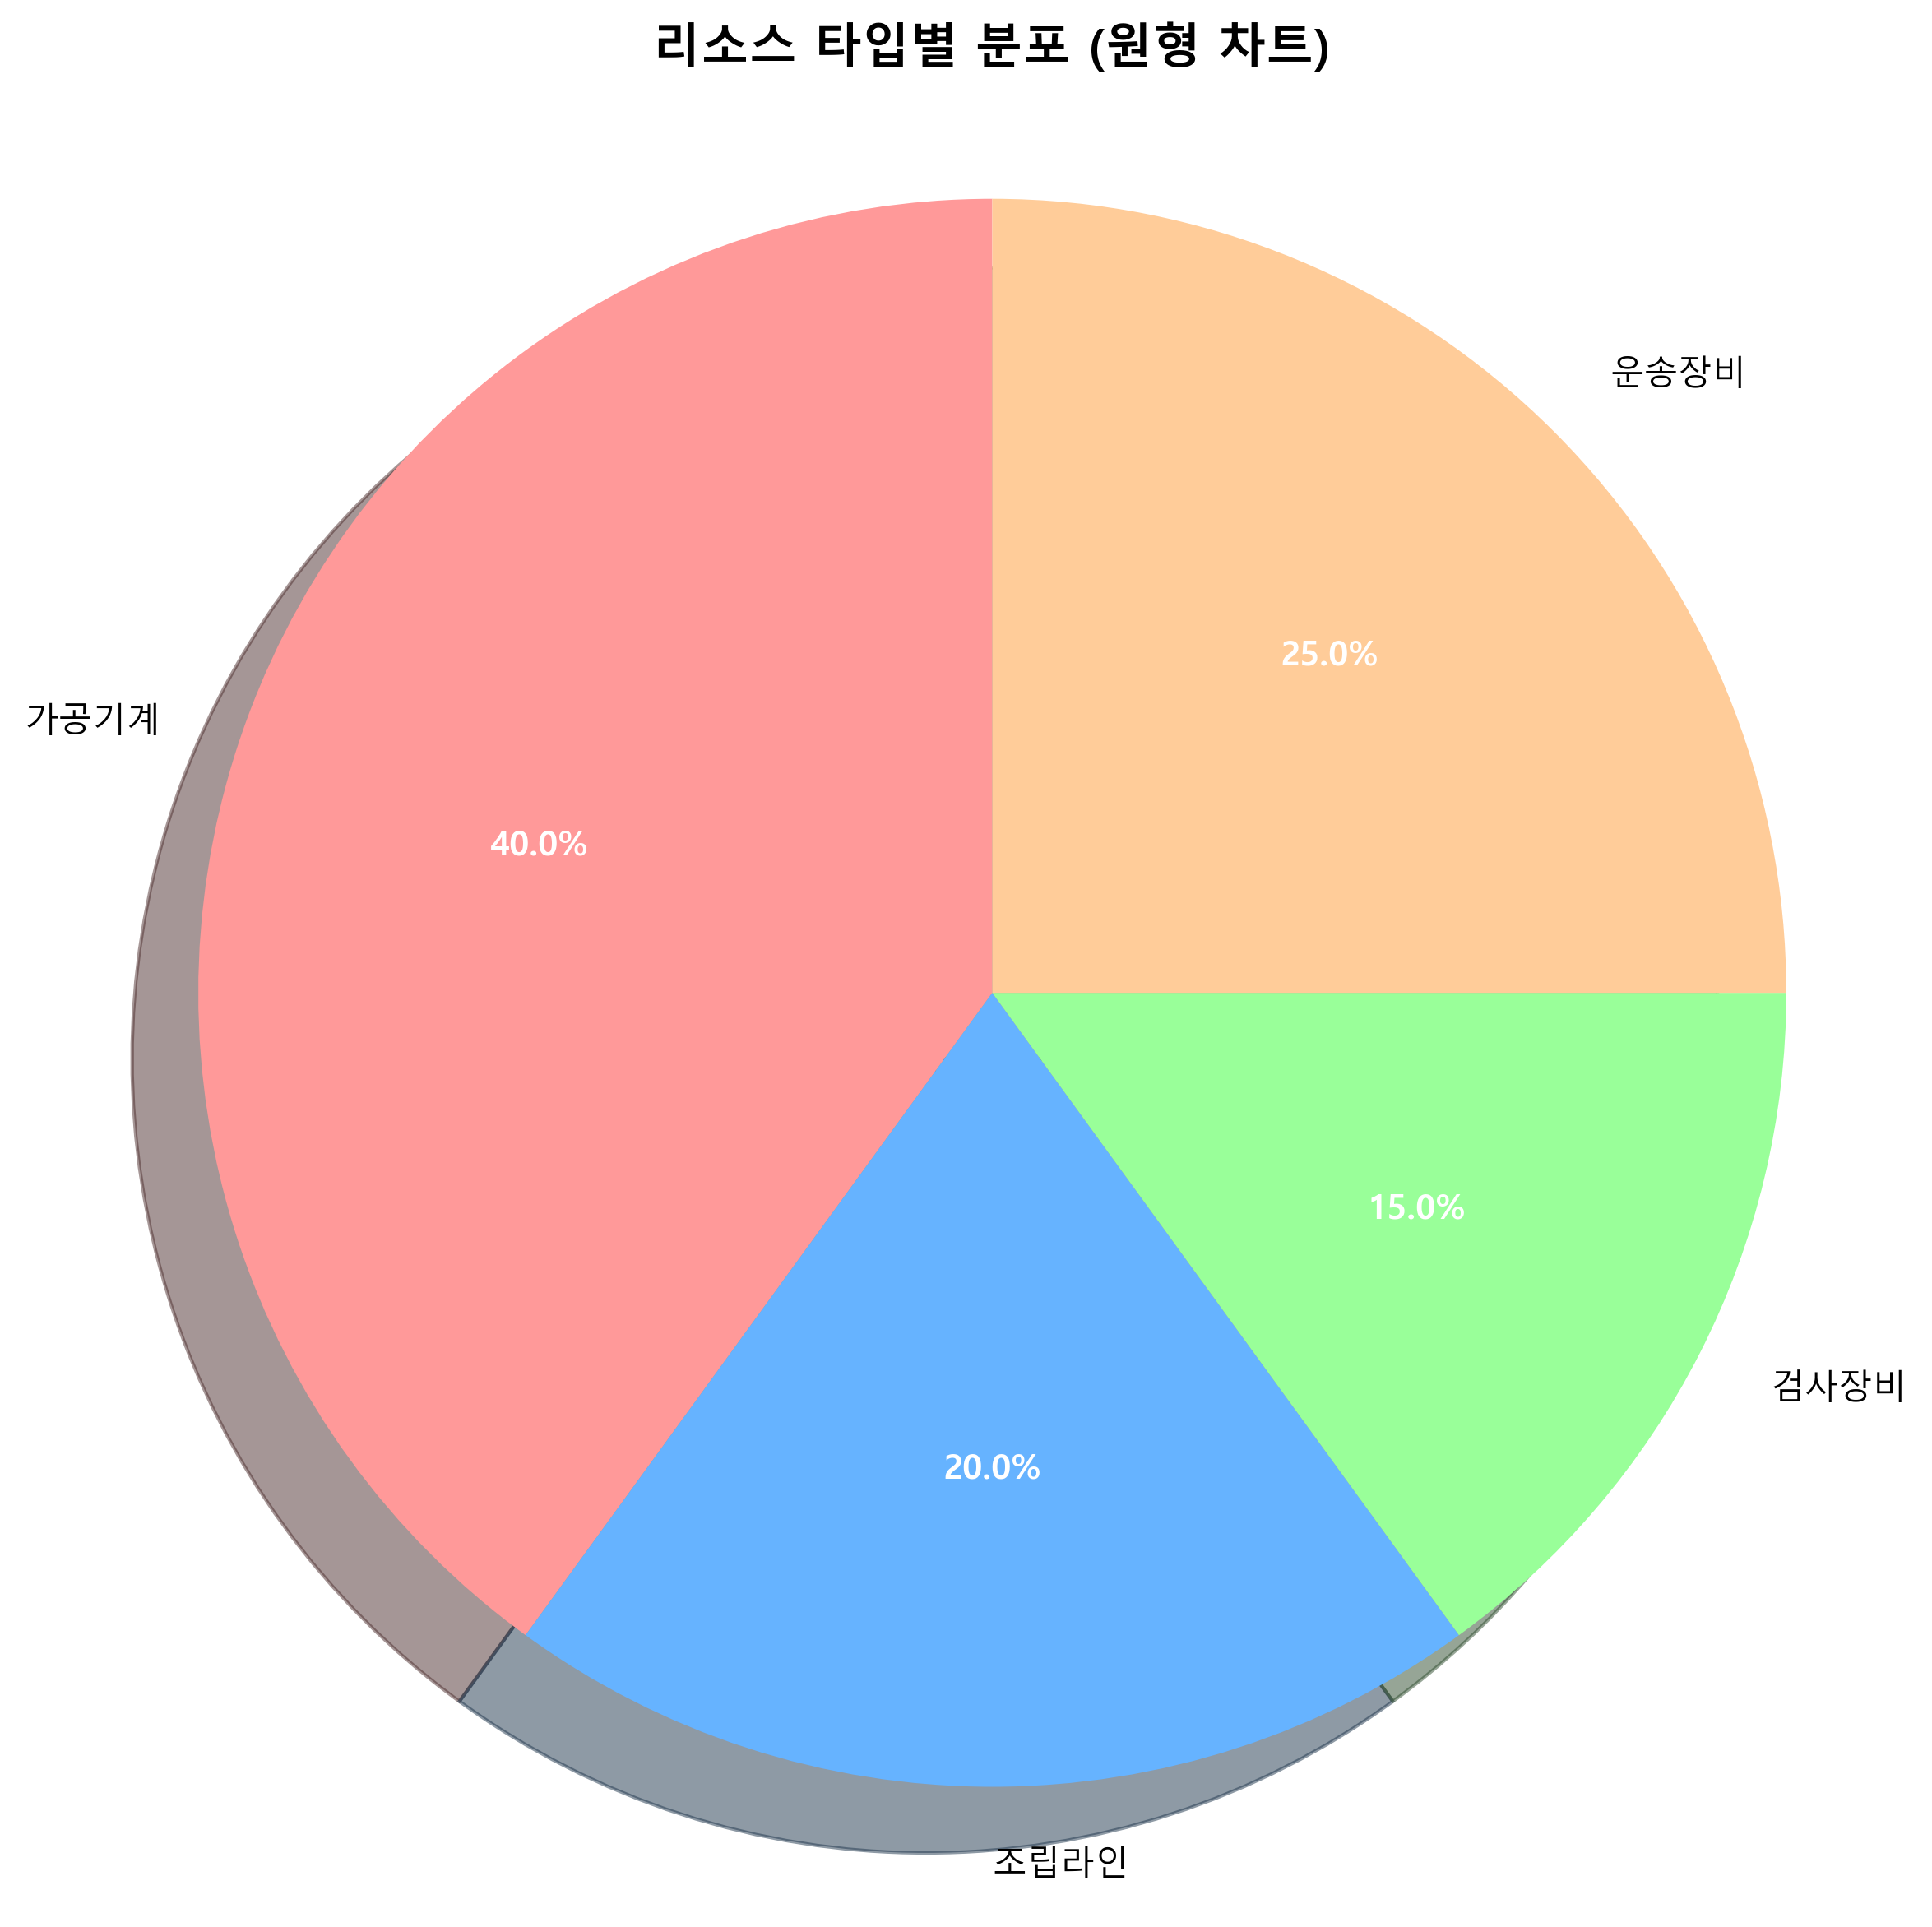 리소스 타입별 분포 (원형 차트)
운송장비
25.0%
가공기계
40.0%
15.0%
검사장비
20.0%
조립라인